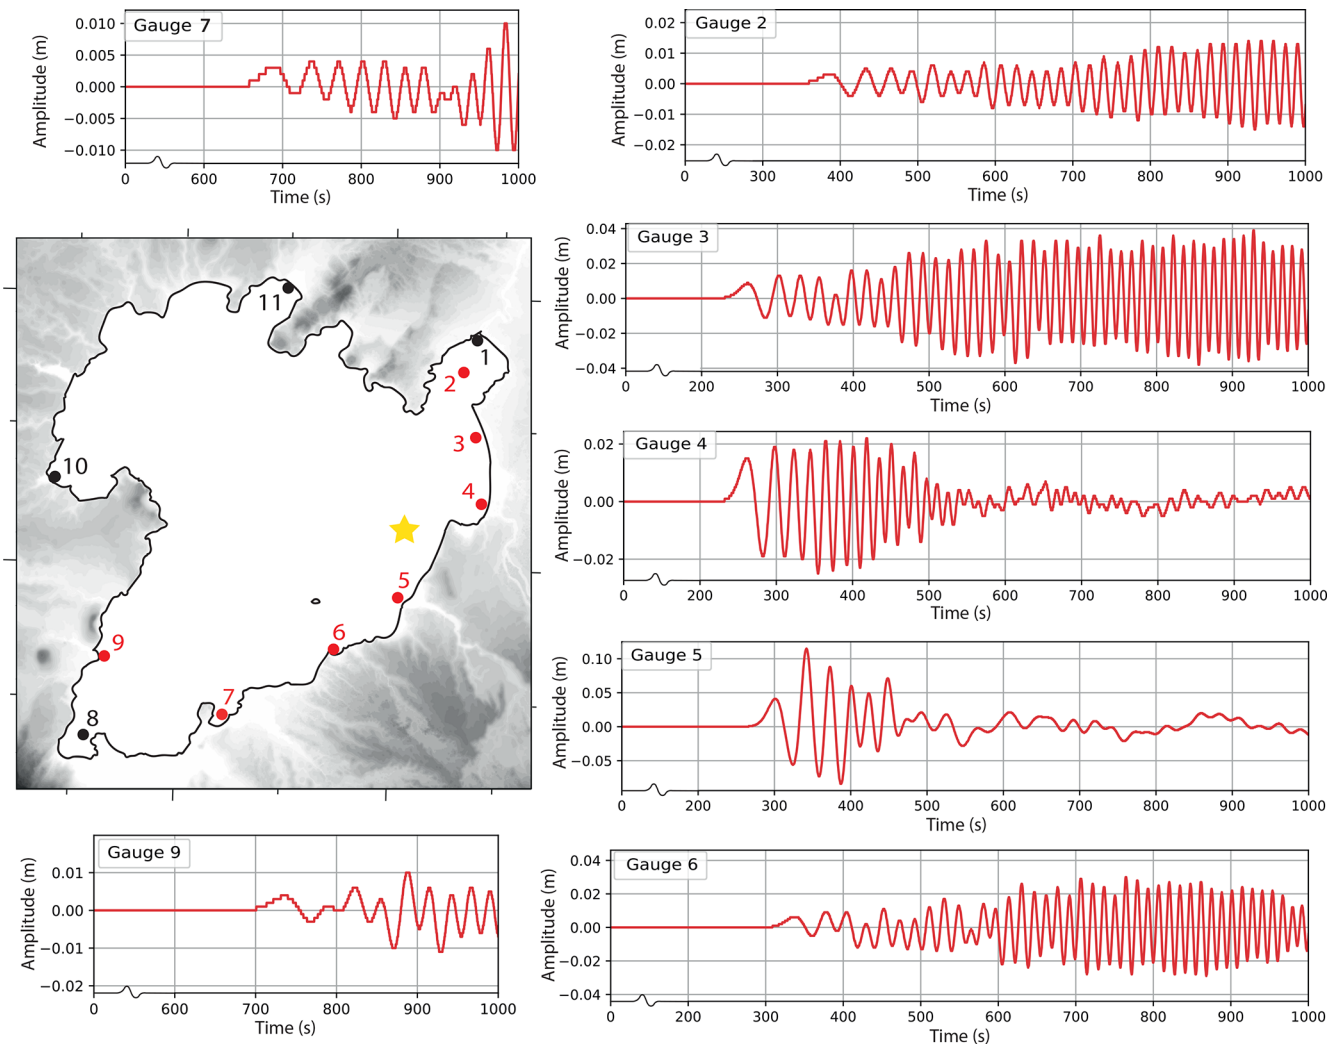 Gauge 7
Amplitude (m)
0.010
0.005
0.000
−0.005
−0.010
0 600 700 800 900 1000
Time (s)
Gauge 2
Amplitude (m)
0.02
0.01
0.00
−0.01
−0.02
0 300 400 500 600 700 800 900 1000
Time (s)
11
1
2
3
10
4
5
6
9
7
8
Gauge 3
Amplitude (m)
0.04
0.02
0.00
−0.02
−0.04
0 200 300 400 500 600 700 800 900 1000
Time (s)
Gauge 4
Amplitude (m)
0.02
0.00
−0.02
0 200 300 400 500 600 700 800 900 1000
Time (s)
Gauge 5
Amplitude (m)
0.10
0.05
0.00
−0.05
0 200 300 400 500 600 700 800 900 1000
Time (s)
Gauge 9
Amplitude (m)
0.01
0.00
−0.01
−0.02
0 600 700 800 900 1000
Time (s)
Gauge 6
Amplitude (m)
0.04
0.02
0.00
−0.02
−0.04
0 200 300 400 500 600 700 800 900 1000
Time (s)